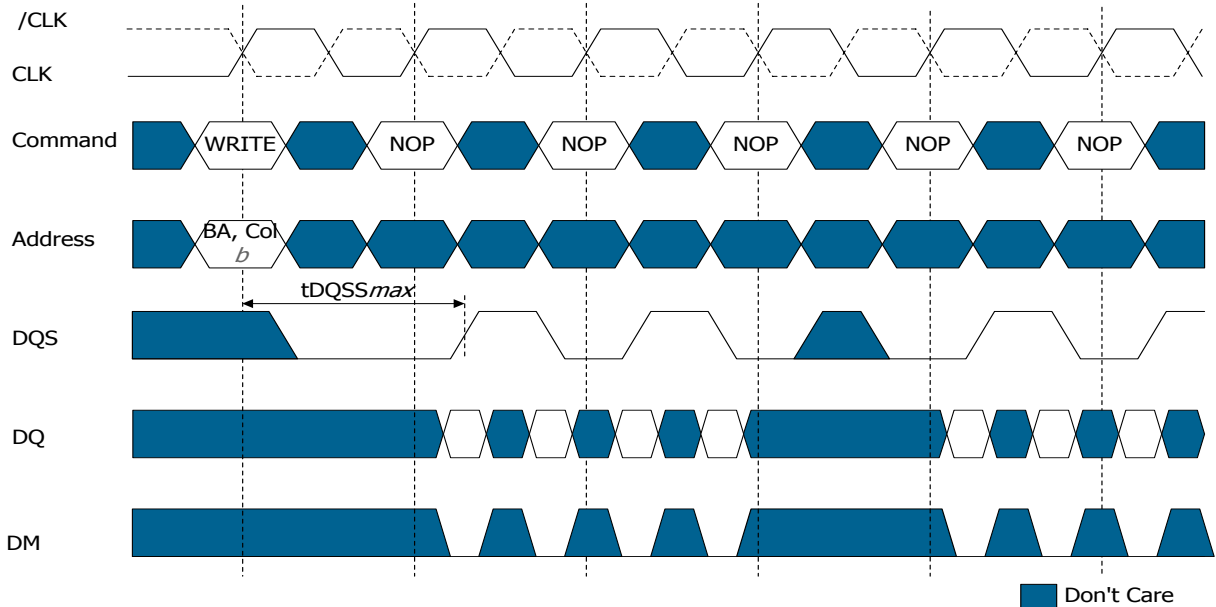 /CLK
CLK
Command
WRITE
NOP
NOP
NOP
NOP
NOP
Address
BA, Col
b
tDQSSmax
DQS
DQ
DM
Don't Care